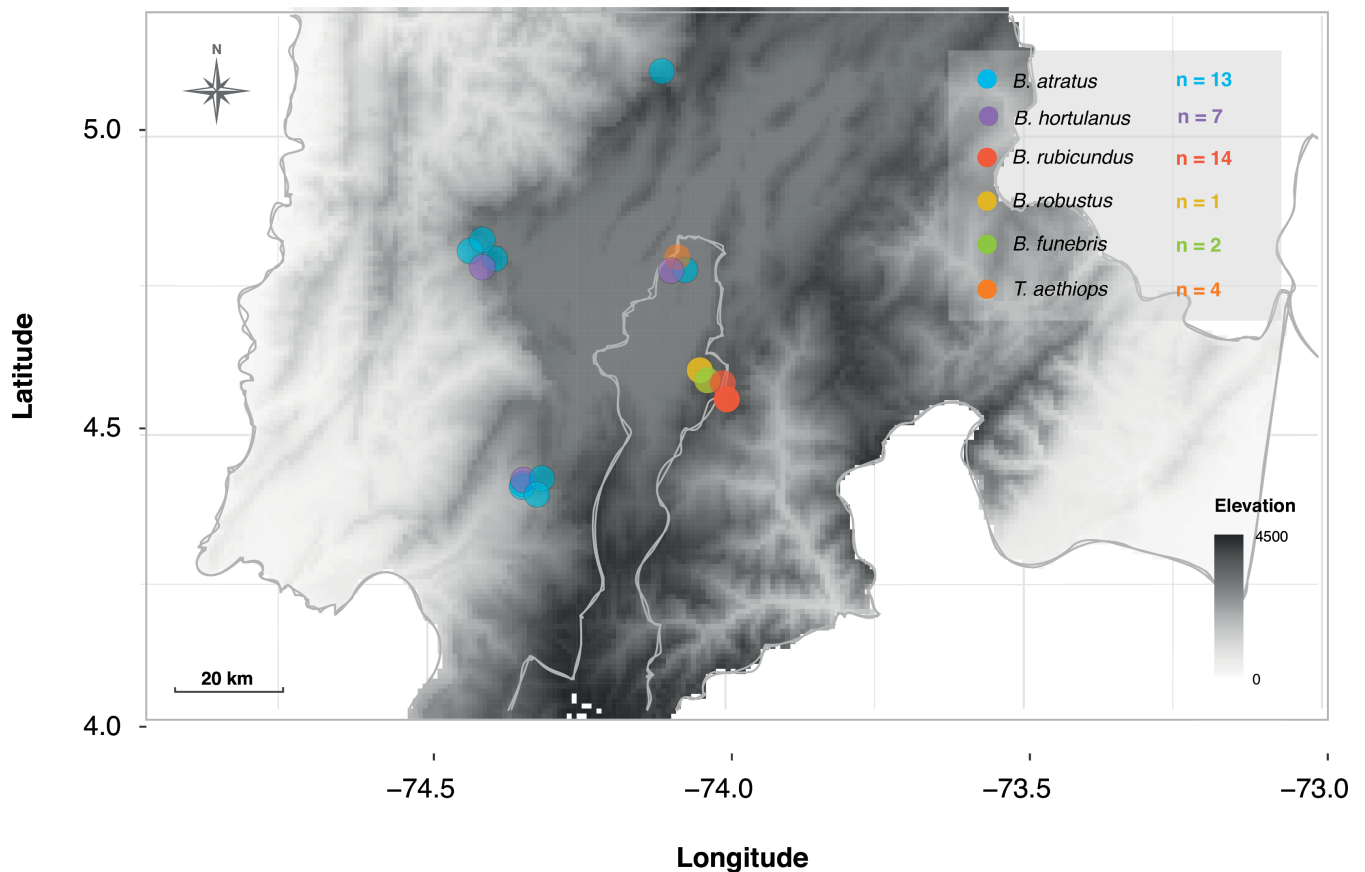 N
B. atratus n = 13
B. hortulanus n = 7
B. rubicundus n = 14
B. robustus n = 1
B. funebris n = 2
T. aethiops n = 4
5.0
4.5
4.0
Latitude
Elevation
4500
0
20 km
−74.5 −74.0 −73.5 −73.0
Longitude